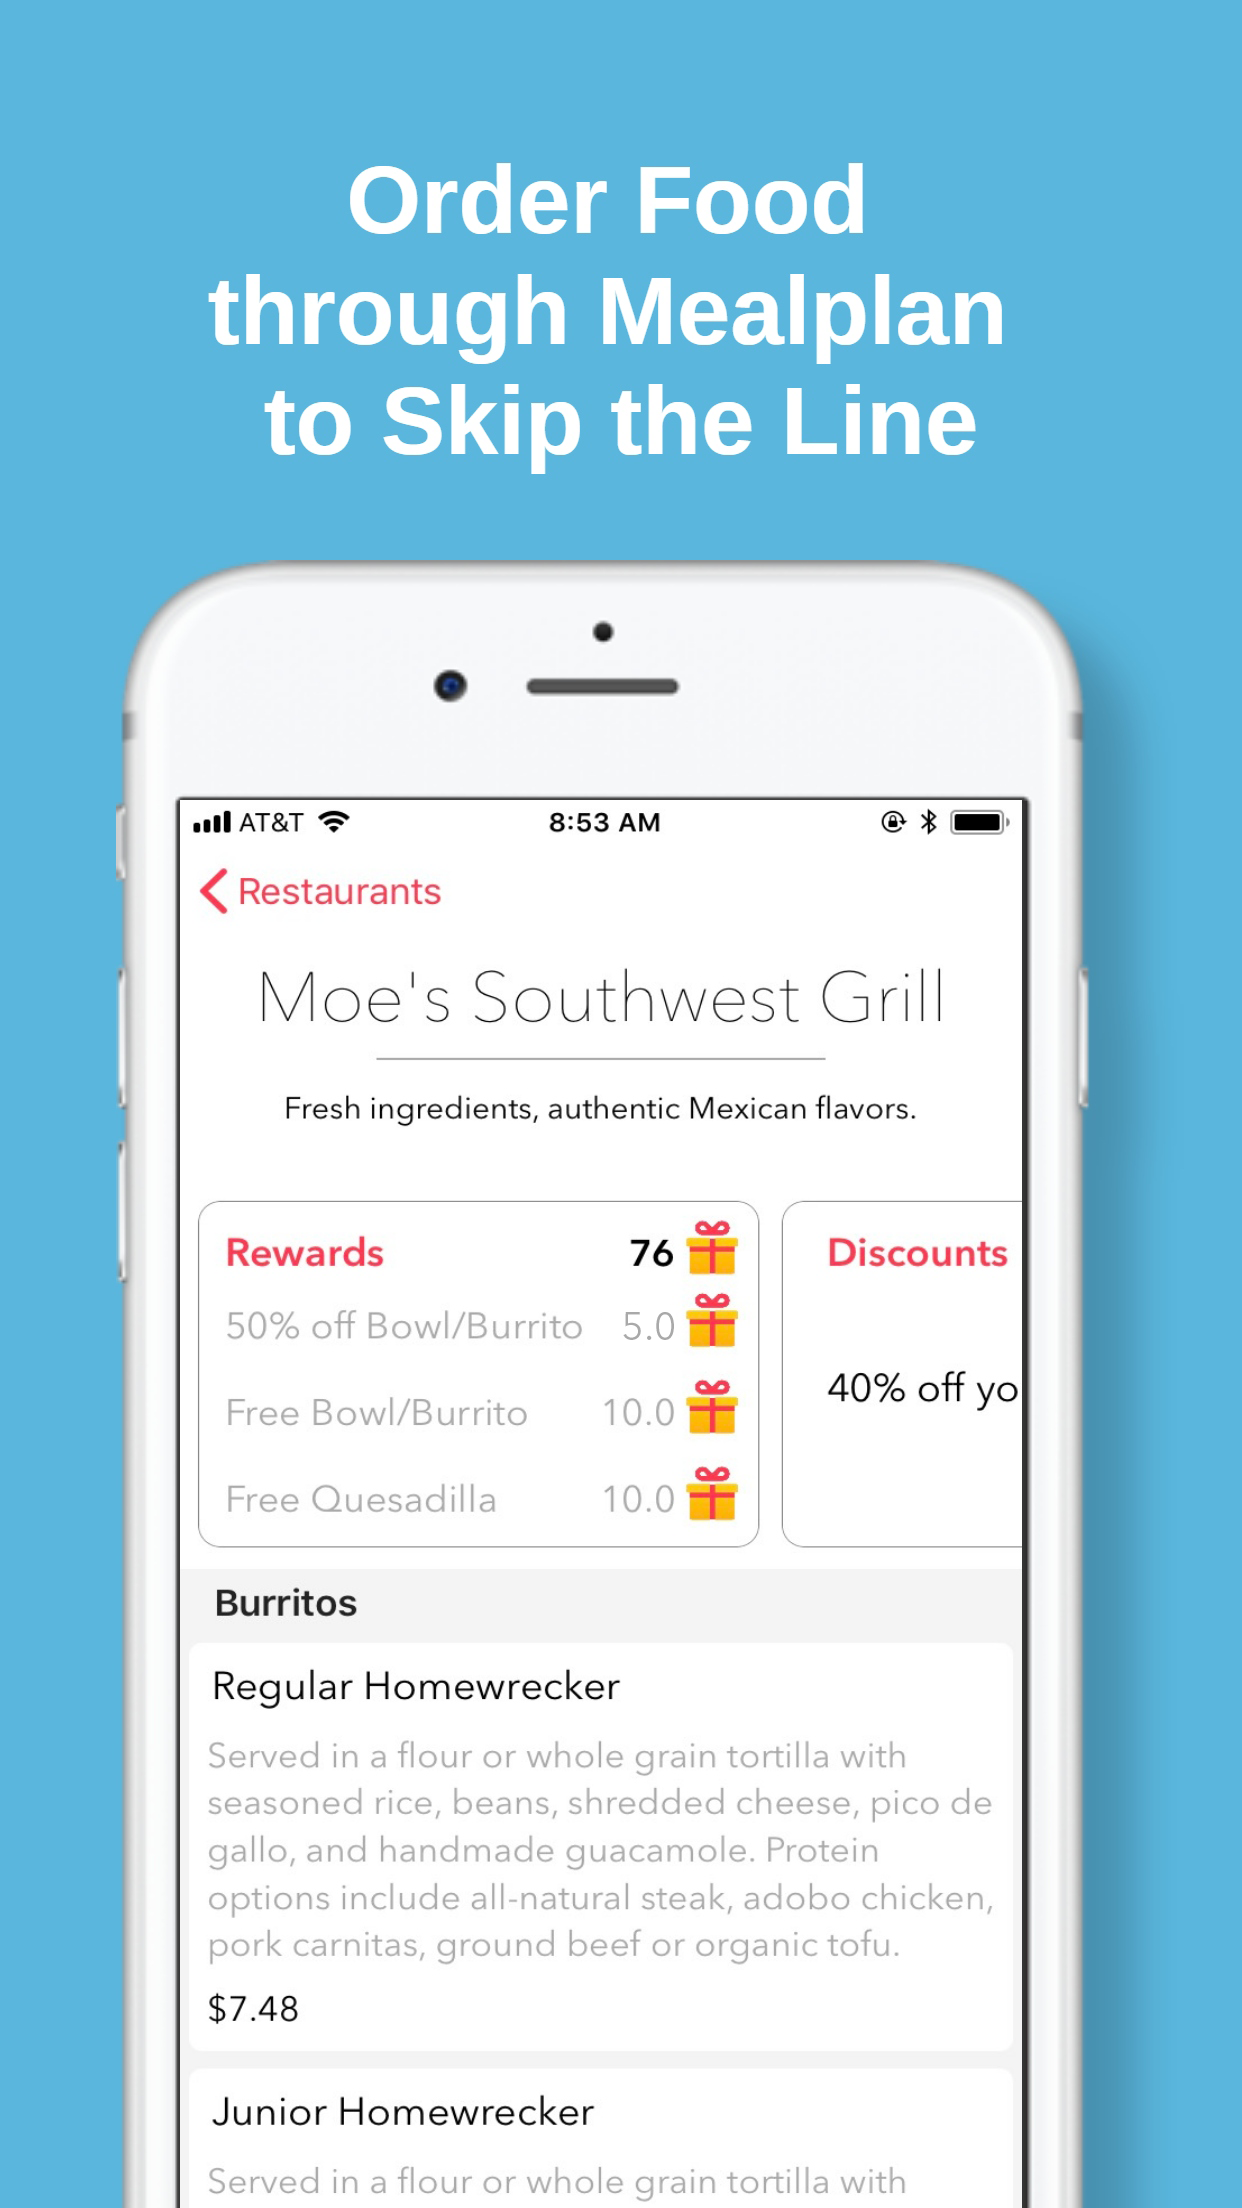 Order Food
through Mealplan
to Skip the Line
AT&T 8:53 AM
Restaurants
Moe's Southwest Grill
Fresh ingredients, authentic Mexican flavors.
Rewards 76
50% off Bowl/Burrito 5.0
Free Bowl/Burrito 10.0
Free Quesadilla 10.0
Discounts
40% off yo
Burritos
Regular Homewrecker
Served in a flour or whole grain tortilla with
seasoned rice, beans, shredded cheese, pico de
gallo, and handmade guacamole. Protein
options include all-natural steak, adobo chicken,
pork carnitas, ground beef or organic tofu.
$7.48
Junior Homewrecker
Served in a flour or whole grain tortilla with